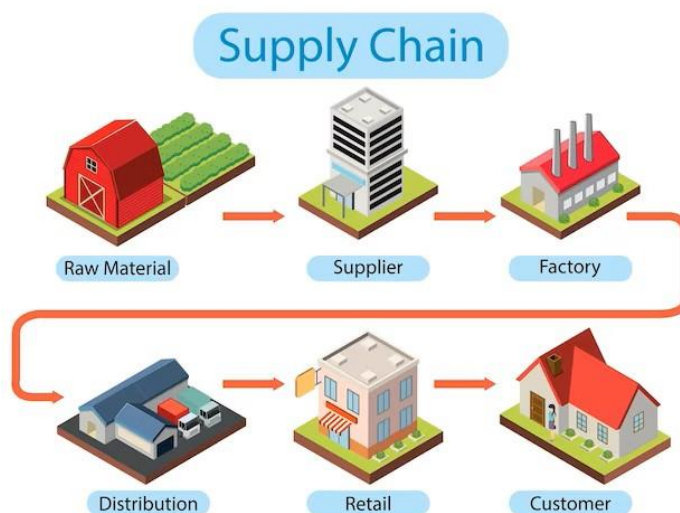 Supply Chain
Raw Material
Supplier
Factory
Distribution
Retail
Customer